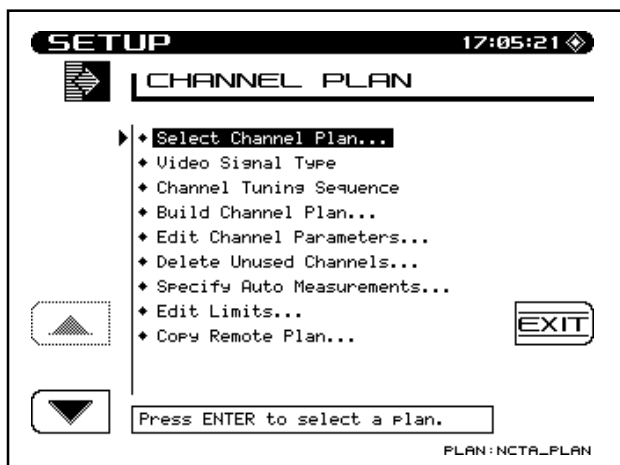 SETUP 17:05:21
CHANNEL PLAN
Select Channel Plan...
Video Signal Type
Channel Tuning Sequence
Build Channel Plan...
Edit Channel Parameters...
Delete Unused Channels...
Specify Auto Measurements...
Edit Limits...
EXIT
Copy Remote Plan...
Press ENTER to select a plan.
PLAN:NCTA_PLAN